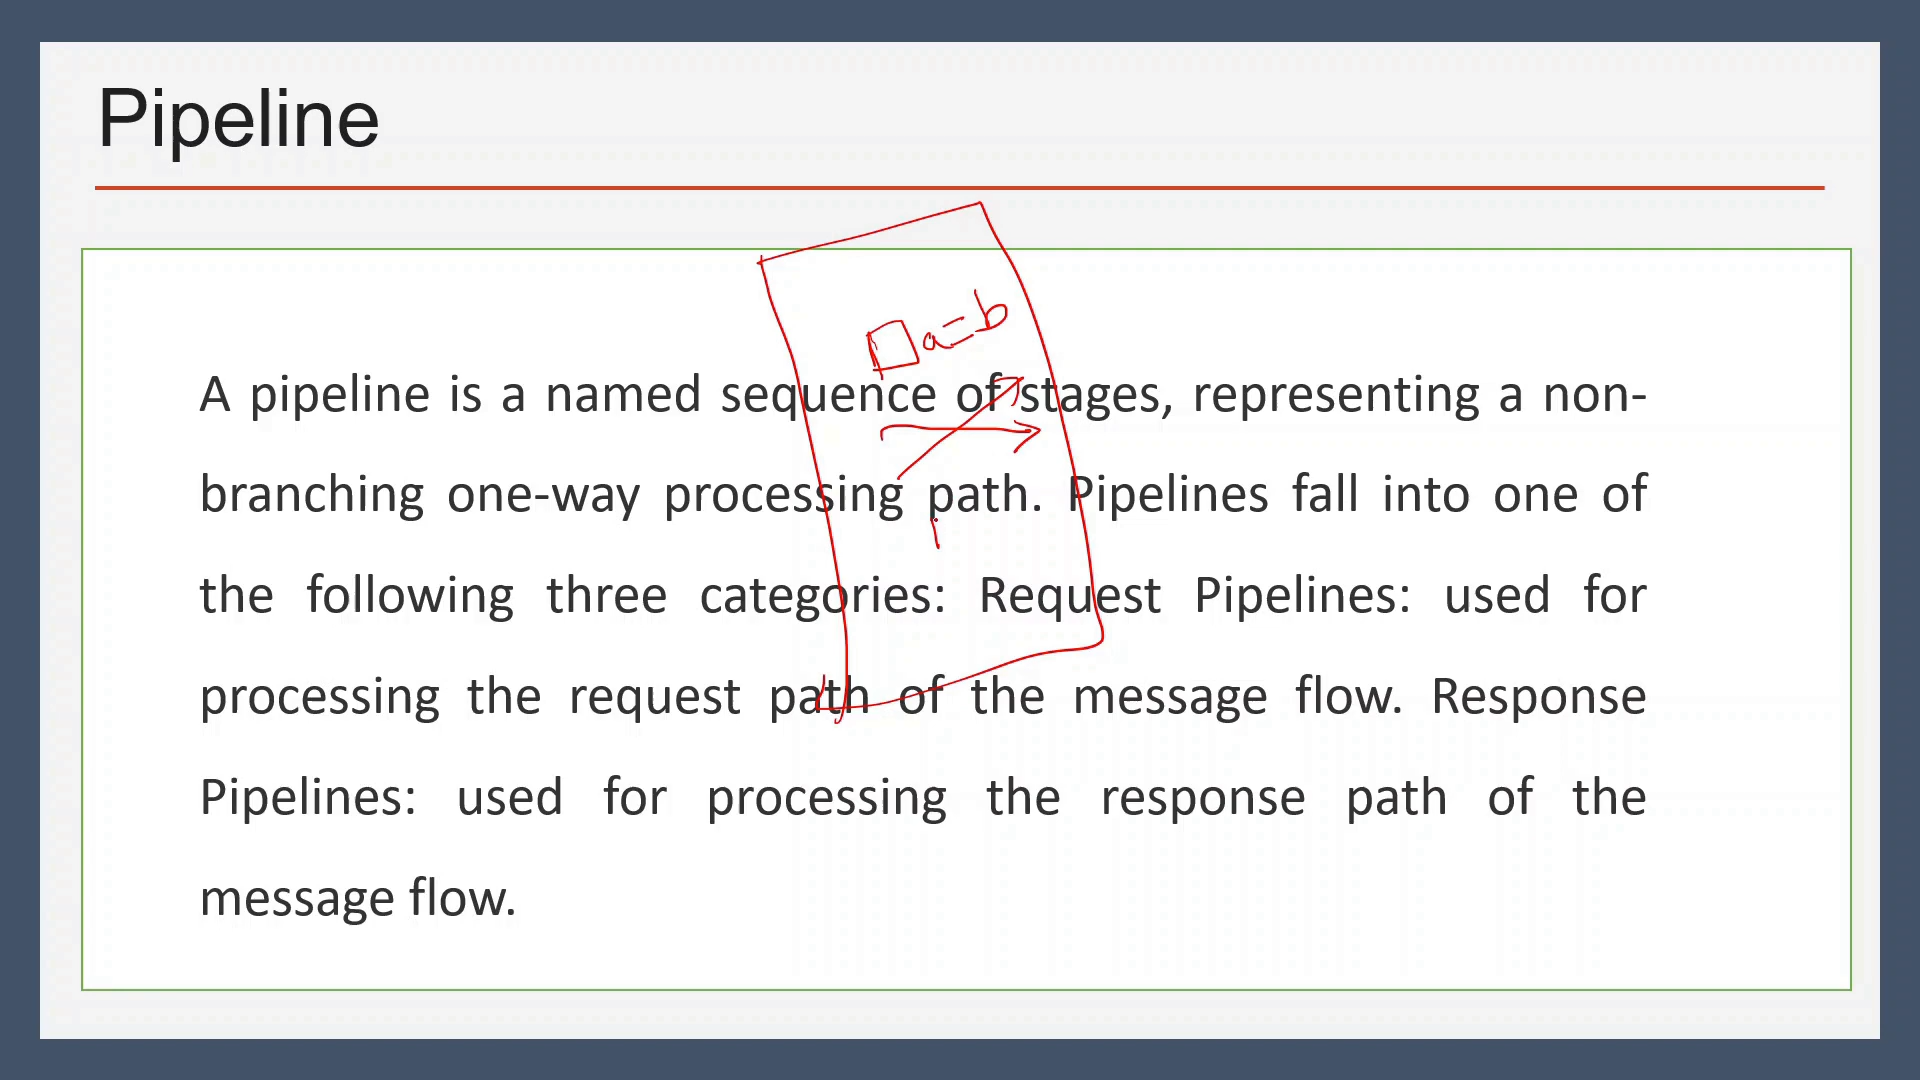 Pipeline
a=b
A pipeline is a named sequence of stages, representing a non-
branching one-way processing path. Pipelines fall into one of
the following three categories: Request Pipelines: used for
processing the request path of the message flow. Response
Pipelines: used for processing the response path of the
message flow.